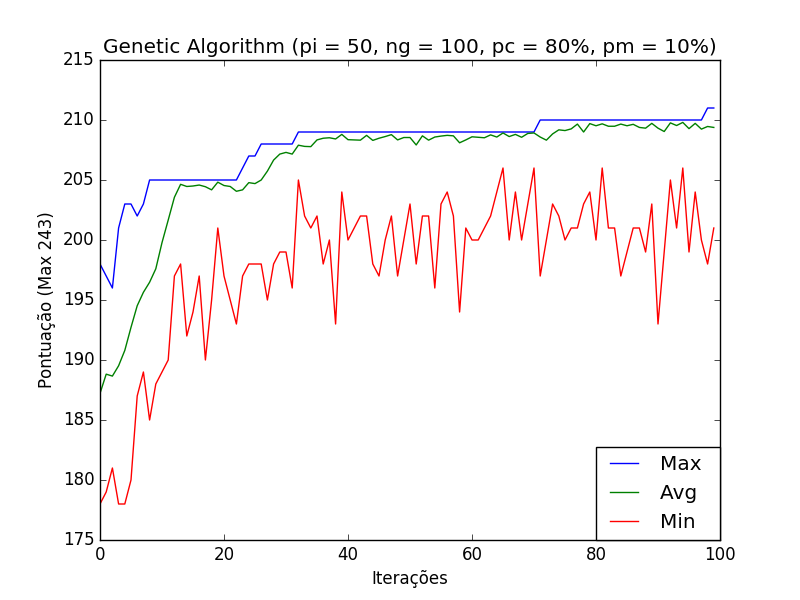 Genetic Algorithm (pi = 50, ng = 100, pc = 80%, pm = 10%)
215
210
205
200
195
190
185
180
175
Pontuação (Max 243)
0 20 40 60 80 100
Iterações
Max
Avg
Min